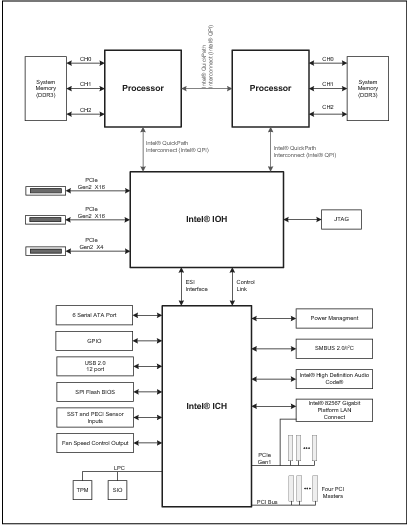 Intel® QuickPath
Interconnect (Intel® QPI)
CH0
CH1
CH2
System
Memory
(DDR3)
Processor
Processor
CH0
CH1
CH2
System
Memory
(DDR3)
Intel® QuickPath
Interconnect (Intel® QPI)
Intel® QuickPath
Interconnect (Intel® QPI)
PCIe
Gen2 X16
PCIe
Gen2 X16
PCIe
Gen2 X4
Intel® IOH
JTAG
ESI
Interface
Control
Link
6 Serial ATA Port
GPIO
USB 2.0
12 port
SPI Flash BIOS
SST and PECI Sensor
Inputs
Fan Speed Control Output
LPC
TPM
SIO
Intel® ICH
Power Managment
SMBUS 2.0/I²C
Intel® High Definition Audio
Code®
Intel® 82567 Gigabit
Platform LAN
Connect
PCIe
Gen1
PCI Bus
Four PCI
Masters